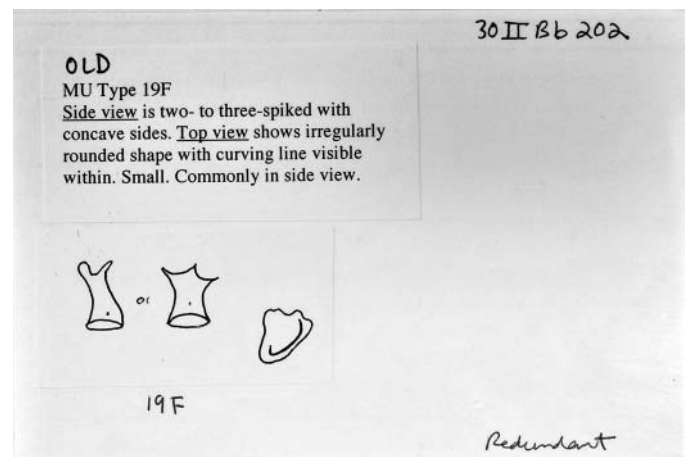 30 II Bb 202
OLD
MU Type 19F
Side view is two- to three-spiked with
concave sides. Top view shows irregularly
rounded shape with curving line visible
within. Small. Commonly in side view.
or
19F
Redundant